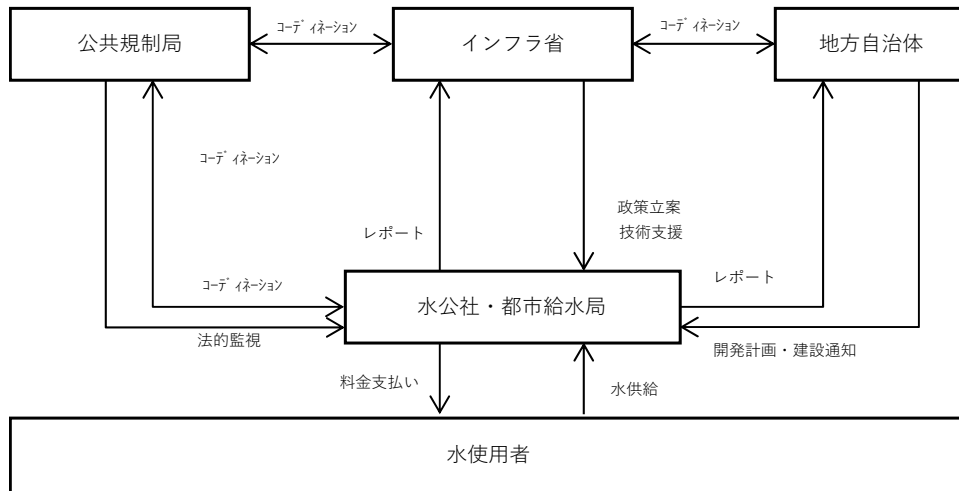 公共規制局
ｺｰﾃﾞｨﾈｰｼｮﾝ
インフラ省
ｺｰﾃﾞｨﾈｰｼｮﾝ
地方自治体
ｺｰﾃﾞｨﾈｰｼｮﾝ
政策立案
技術支援
レポート
ｺｰﾃﾞｨﾈｰｼｮﾝ
水公社・都市給水局
レポート
法的監視
開発計画・建設通知
料金支払い
水供給
水使用者